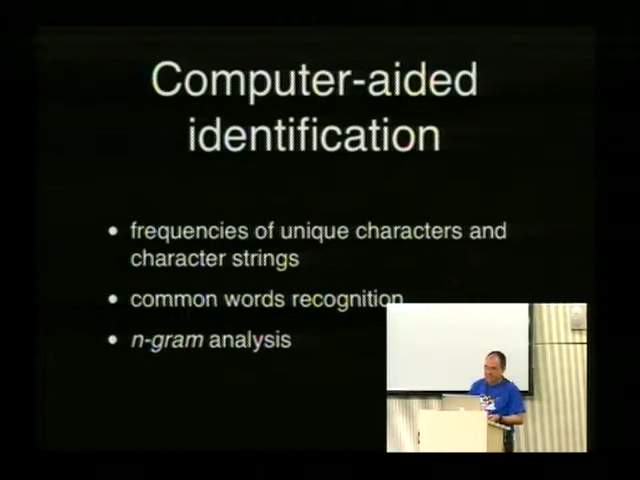 Computer-aided
identification
• frequencies of unique characters and
character strings
• common words recognition
• n-gram analysis